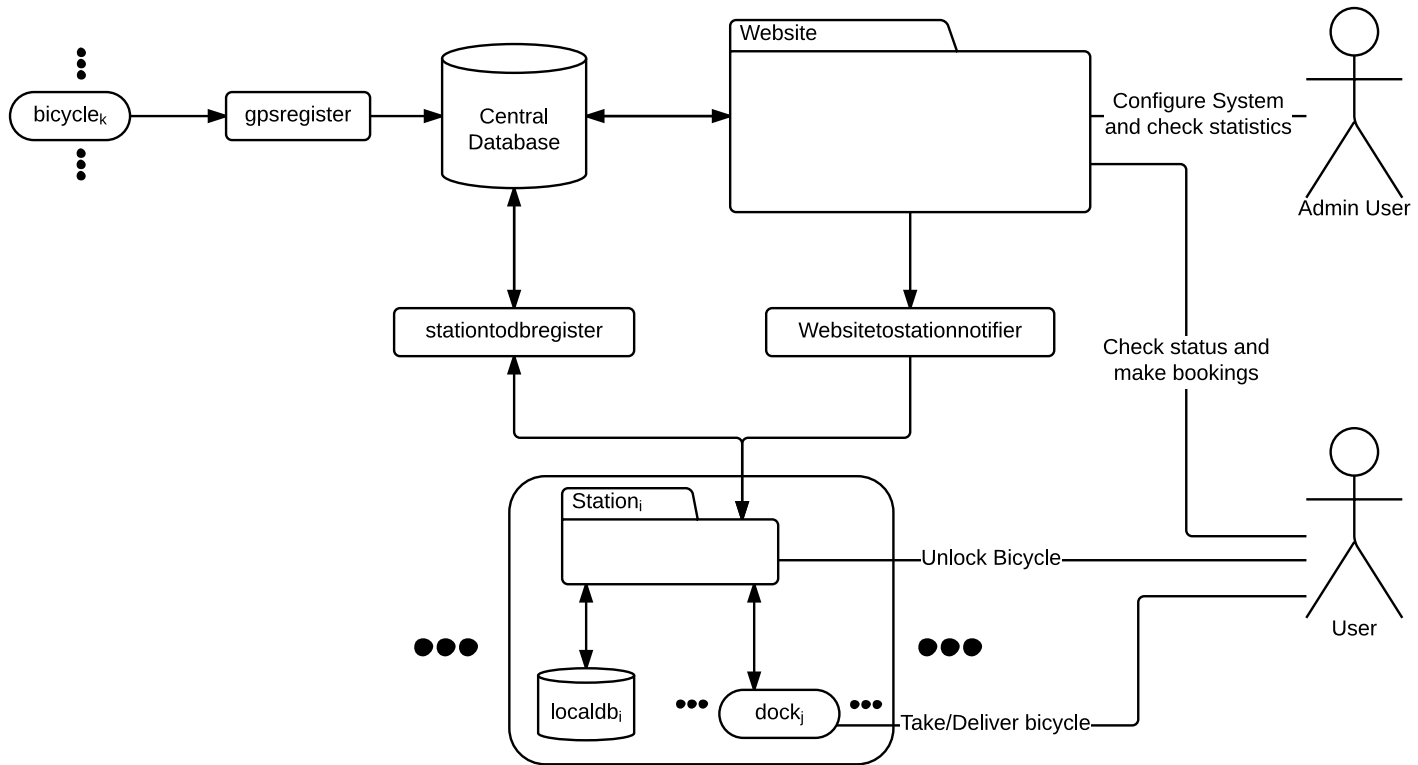 Website
bicyclek
gpsregister
Central
Database
Configure System
and check statistics
Admin User
stationtodbregister
Websitetostationnotifier
Check status and
make bookings
Stationi
Unlock Bicycle
User
localdbi
dockj
Take/Deliver bicycle